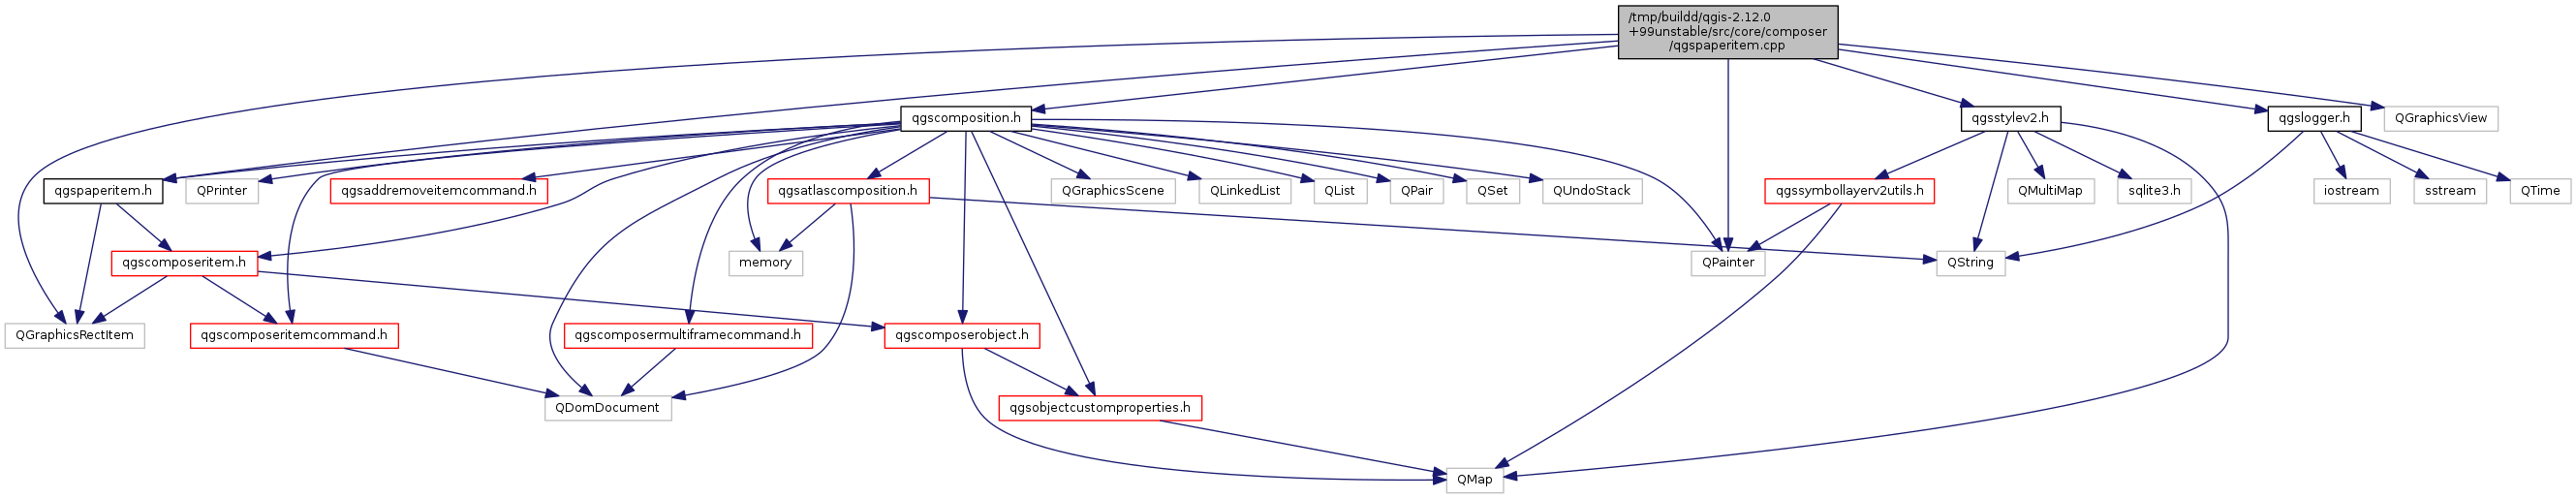 /tmp/buildd/qgis-2.12.0
+99unstable/src/core/composer
/qgspaperitem.cpp
qgscomposition.h
qgsstylev2.h
qgslogger.h
QGraphicsView
qgspaperitem.h
QPrinter
qgsaddremoveitemcommand.h
qgsatlascomposition.h
QGraphicsScene
QLinkedList
QList
QPair
QSet
QUndoStack
qgssymbollayerv2utils.h
QMultiMap
sqlite3.h
iostream
sstream
QTime
qgscomposeritem.h
memory
QPainter
QString
QGraphicsRectItem
qgscomposeritemcommand.h
qgscomposermultiframecommand.h
qgscomposerobject.h
QDomDocument
qgsobjectcustomproperties.h
QMap